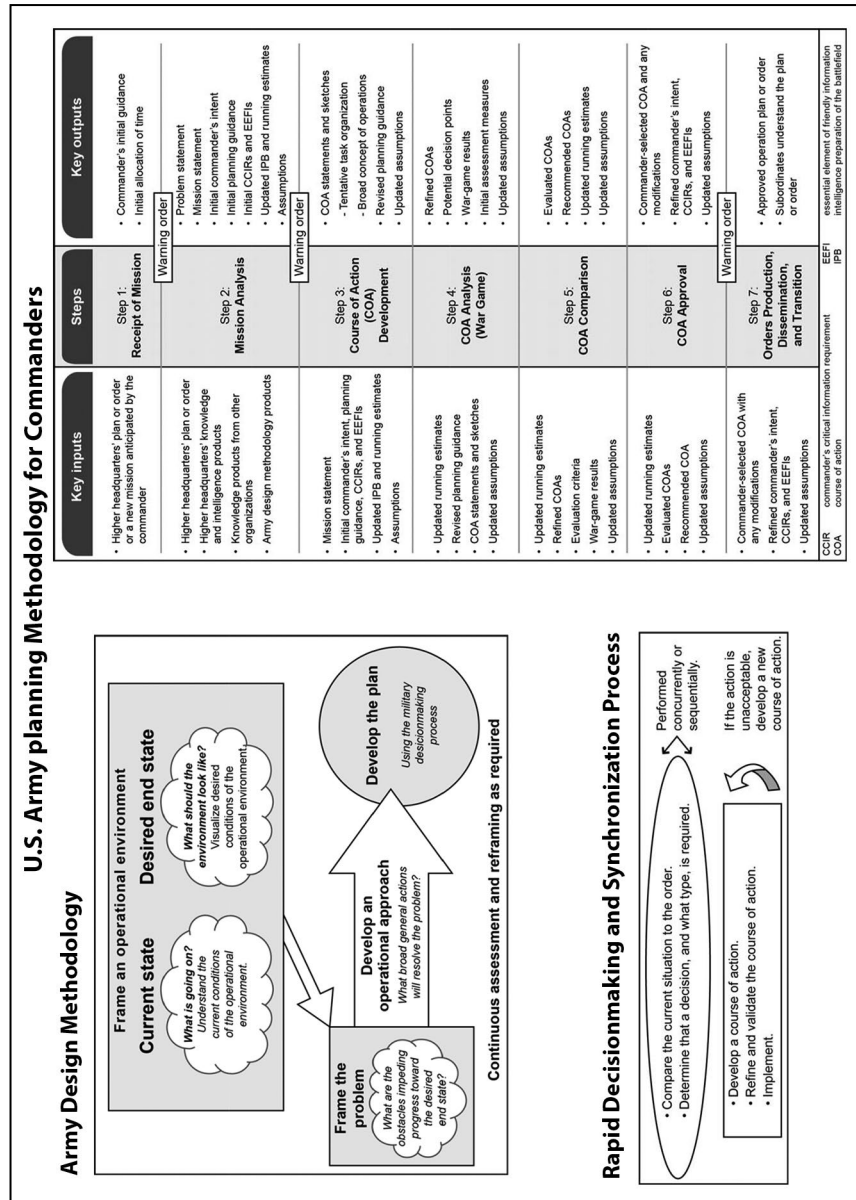 U.S. Army planning Methodology for Commanders
Army Design Methodology
Frame an operational environment
Current state
What is going on?
Understand the
current conditions
of the operational
environment.
Desired end state
What should the
environment look like?
Visualize desired
conditions of the
operational environment.
Frame the
problem
What are the
obstacles impeding
progress toward
the desired
end state?
Develop an
operational approach
What broad general actions
will resolve the problem?
Develop the plan
Using the military
desicionmaking
process
Continuous assessment and reframing as required
Rapid Decisionmaking and Synchronization Process
• Compare the current situation to the order.
• Determine that a decision, and what type, is required.
Performed
concurrently or
sequentially.
• Develop a course of action.
• Refine and validate the course of action.
• Implement.
If the action is
unacceptable,
develop a new
course of action.
Key inputs
Steps
Key outputs
• Higher headquarters' plan or order
or a new mission anticipated by the
commander
Step 1:
Receipt of Mission
• Commander's initial guidance
• Initial allocation of time
Warning order
• Higher headquarters' plan or order
• Higher headquarters' knowledge
and intelligence products
• Knowledge products from other
organizations
• Army design methodology products
Step 2:
Mission Analysis
• Problem statement
• Mission statement
• Initial commander's intent
• Initial planning guidance
• Initial CCIRs and EEFIs
• Updated IPB and running estimates
• Assumptions
Warning order
• Mission statement
• Initial commander's intent, planning
guidance, CCIRs, and EEFIs
• Updated IPB and running estimates
• Assumptions
Step 3:
Course of Action
(COA)
Development
• COA statements and sketches
- Tentative task organization
- Broad concept of operations
• Revised planning guidance
• Updated assumptions
• Updated running estimates
• Revised planning guidance
• COA statements and sketches
• Updated assumptions
Step 4:
COA Analysis
(War Game)
• Refined COAs
• Potential decision points
• War-game results
• Initial assessment measures
• Updated assumptions
• Updated running estimates
• Refined COAs
• Evaluation criteria
• War-game results
• Updated assumptions
Step 5:
COA Comparison
• Evaluated COAs
• Recommended COAs
• Updated running estimates
• Updated assumptions
• Updated running estimates
• Evaluated COAs
• Recommended COA
• Updated assumptions
Step 6:
COA Approval
• Commander-selected COA and any
modifications
• Refined commander's intent,
CCIRs, and EEFIs
• Updated assumptions
Warning order
• Commander-selected COA with
any modifications
• Refined commander's intent,
CCIRs, and EEFIs
• Updated assumptions
Step 7:
Orders Production,
Dissemination,
and Transition
• Approved operation plan or order
• Subordinates understand the plan
or order
CCIR commander's critical information requirement
COA course of action
EEFI essential element of friendly information
IPB intelligence preparation of the battlefield